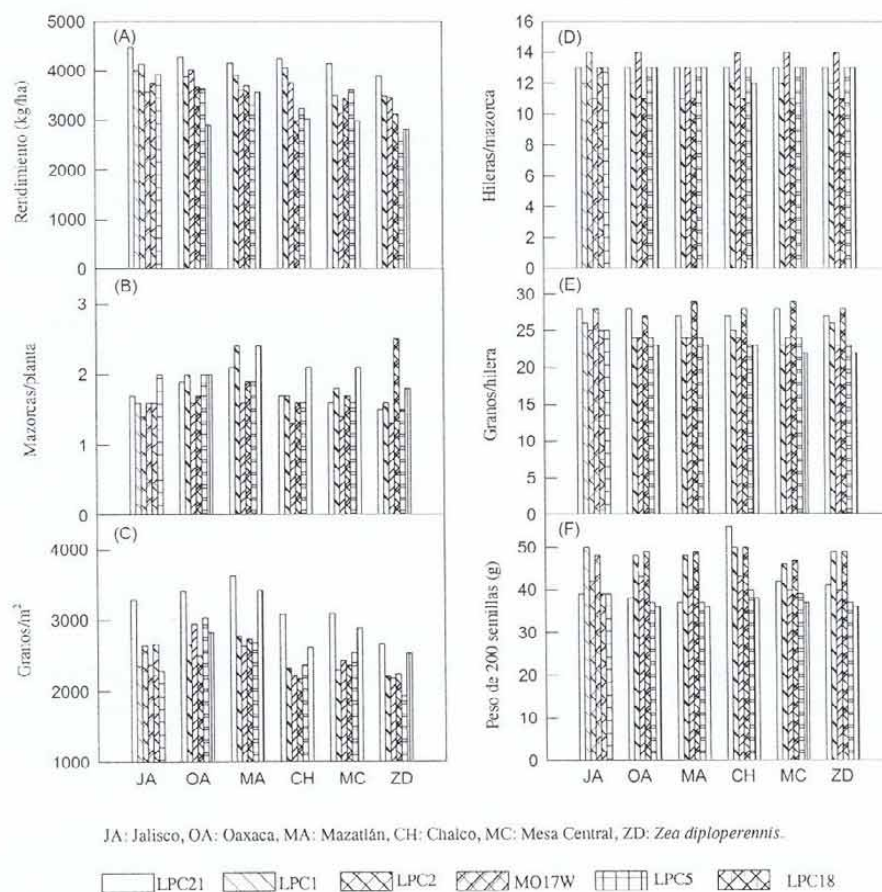 (A)
Rendimiento (kg/ha)
5000
4000
3000
2000
1000
0
(B)
Mazorcas/planta
3
2
1
0
(C)
Granos/m²
4000
3000
2000
1000
JA OA MA CH MC ZD
(D)
Hileras/mazorca
16
14
12
10
8
6
4
2
0
(E)
Granos/hilera
30
25
20
15
10
5
0
(F)
Peso de 200 semillas (g)
50
40
30
20
10
0
JA OA MA CH MC ZD
JA: Jalisco, OA: Oaxaca, MA: Mazatlán, CH: Chalco, MC: Mesa Central, ZD: Zea diploperennis.
LPC21 LPC1 LPC2 MO17W LPC5 LPC18